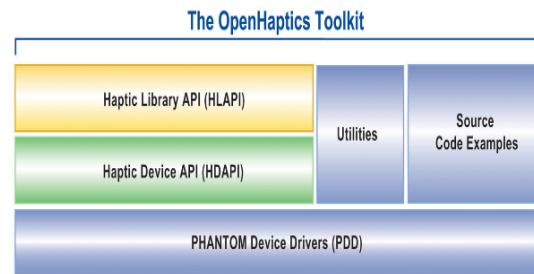 The OpenHaptics Toolkit
Haptic Library API (HLAPI)
Haptic Device API (HDAPI)
Utilities
Source
Code Examples
PHANTOM Device Drivers (PDD)